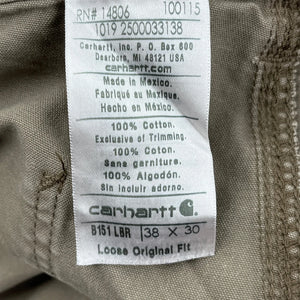 RN# 14806 100115
1019 2500033138
Carhartt, Inc. P. O. Box 600
Dearborn, MI 48121 USA
carhartt.com
Made in Mexico.
Fabriqué au Mexique.
Hecho en México.
100% Cotton.
Exclusive of Trimming.
100% Coton.
Sans garniture.
100% Algodón.
Sin incluir adorno.
carhartt
B151 LBR 38 X 30
Loose Original Fit